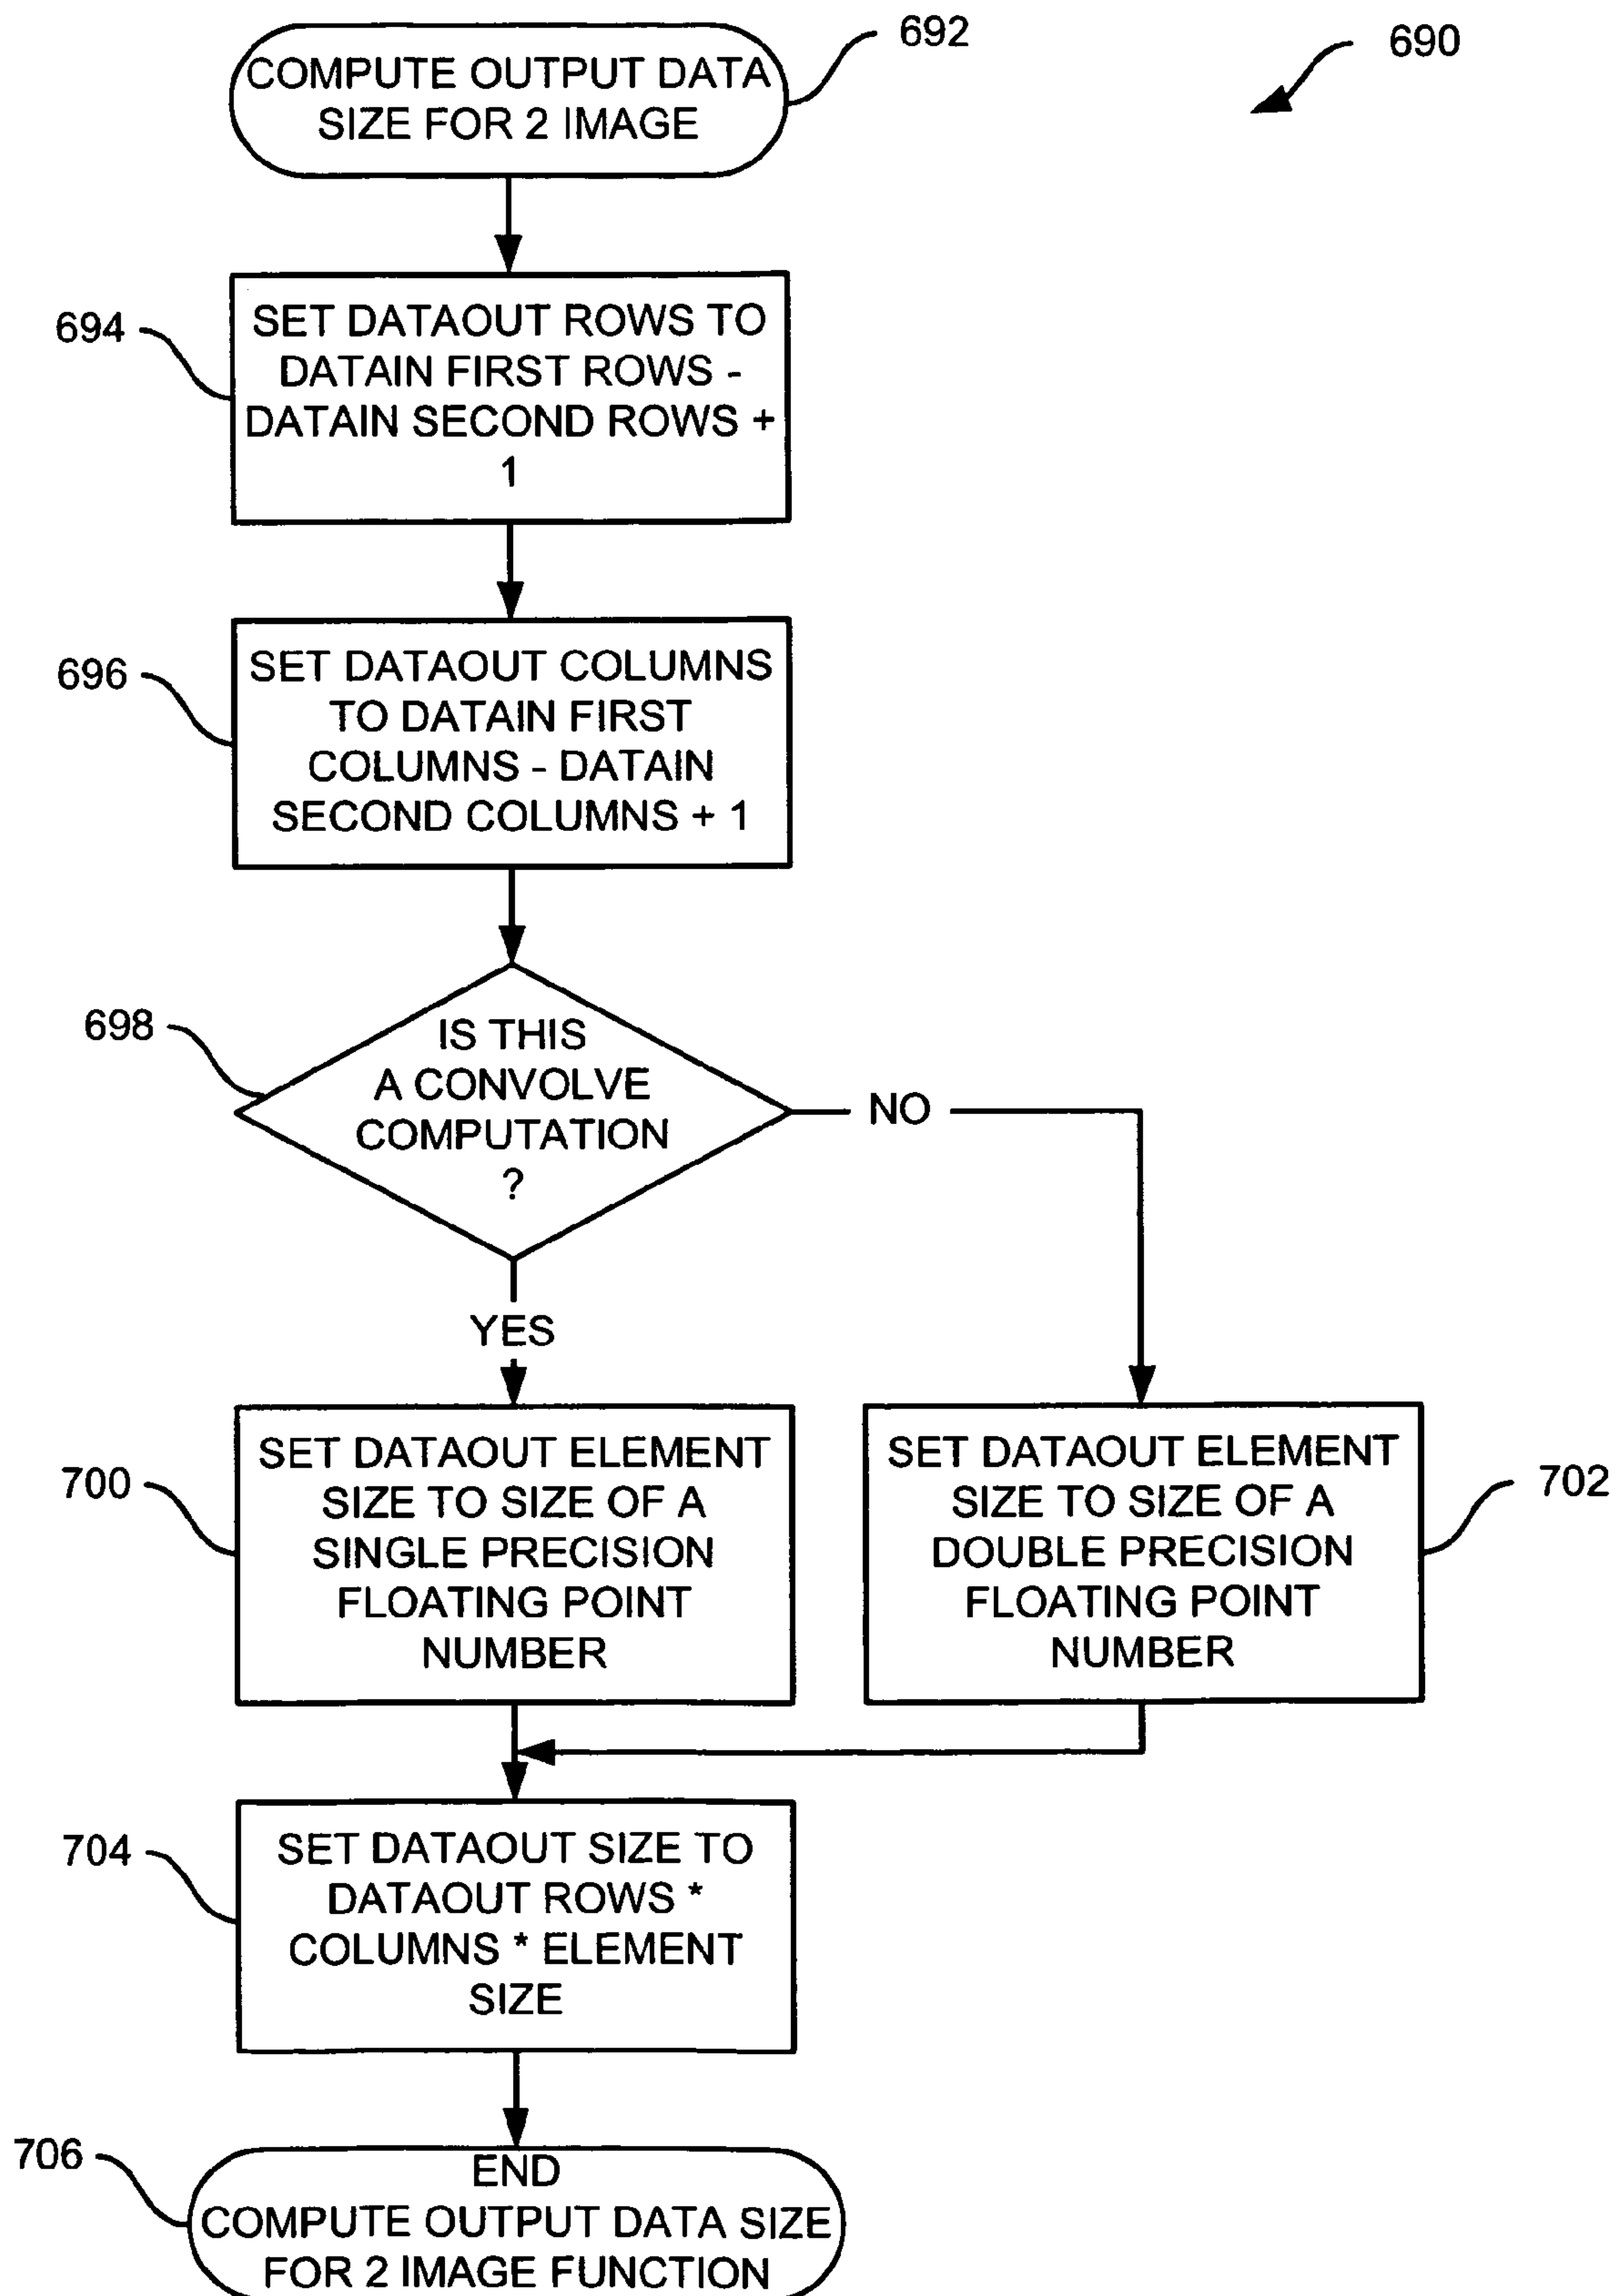 COMPUTE OUTPUT DATA
SIZE FOR 2 IMAGE
692
690
694
SET DATAOUT ROWS TO
DATAIN FIRST ROWS -
DATAIN SECOND ROWS +
1
696
SET DATAOUT COLUMNS
TO DATAIN FIRST
COLUMNS - DATAIN
SECOND COLUMNS + 1
698
IS THIS
A CONVOLVE
COMPUTATION
?
NO
YES
700
SET DATAOUT ELEMENT
SIZE TO SIZE OF A
SINGLE PRECISION
FLOATING POINT
NUMBER
SET DATAOUT ELEMENT
SIZE TO SIZE OF A
DOUBLE PRECISION
FLOATING POINT
NUMBER
702
704
SET DATAOUT SIZE TO
DATAOUT ROWS *
COLUMNS * ELEMENT
SIZE
706
END
COMPUTE OUTPUT DATA SIZE
FOR 2 IMAGE FUNCTION